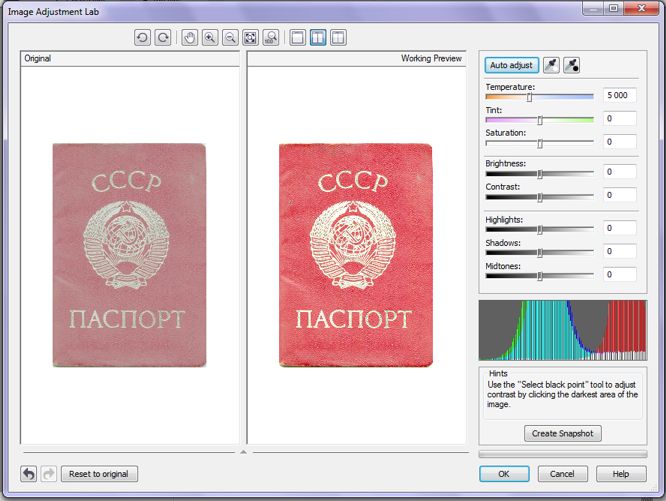 Image Adjustment Lab
Original
Working Preview
СССР
ПАСПОРТ
СССР
ПАСПОРТ
Auto adjust
Temperature:
5 000
Tint:
0
Saturation:
0
Brightness:
0
Contrast:
0
Highlights:
0
Shadows:
0
Midtones:
0
Hints
Use the "Select black point" tool to adjust
contrast by clicking the darkest area of the
image.
Create Snapshot
Reset to original
OK
Cancel
Help